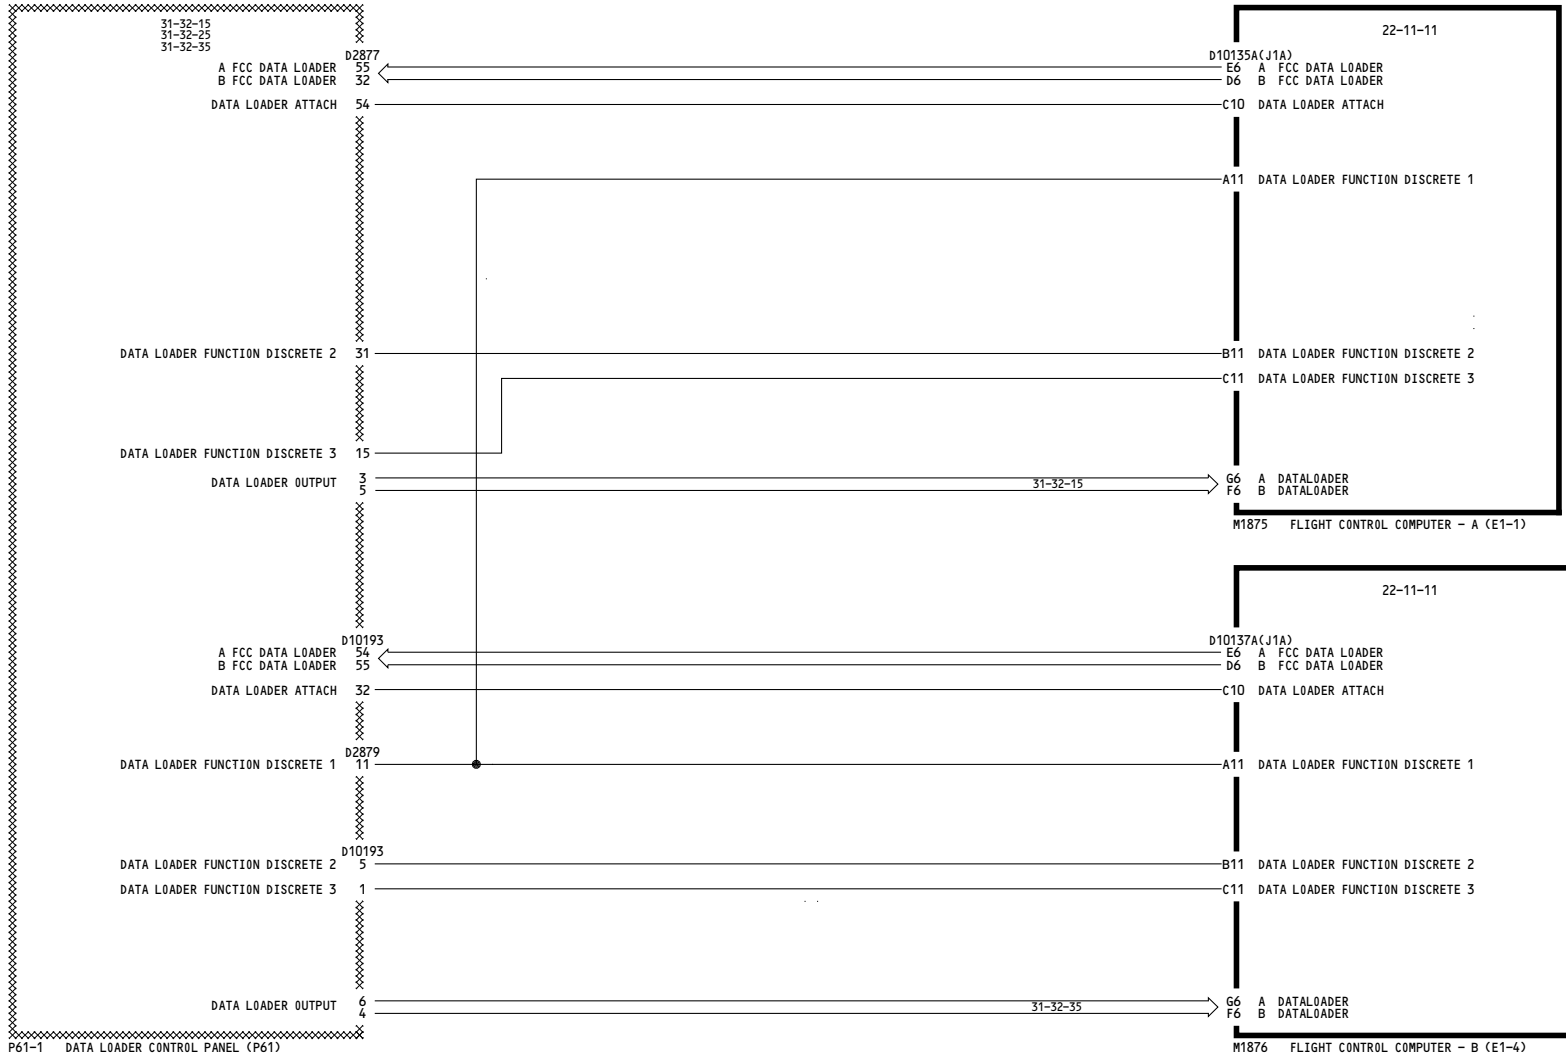 31-32-15
31-32-25
31-32-35
22-11-11
D2877 D10135A(J1A)
A FCC DATA LOADER 55 E6 A FCC DATA LOADER
B FCC DATA LOADER 32 D6 B FCC DATA LOADER
DATA LOADER ATTACH 54 C10 DATA LOADER ATTACH
A11 DATA LOADER FUNCTION DISCRETE 1
DATA LOADER FUNCTION DISCRETE 2 31 B11 DATA LOADER FUNCTION DISCRETE 2
C11 DATA LOADER FUNCTION DISCRETE 3
DATA LOADER FUNCTION DISCRETE 3 15
DATA LOADER OUTPUT 3 31-32-15 G6 A DATALOADER
5 F6 B DATALOADER
M1875 FLIGHT CONTROL COMPUTER - A (E1-1)
22-11-11
D10193 D10137A(J1A)
A FCC DATA LOADER 54 E6 A FCC DATA LOADER
B FCC DATA LOADER 55 D6 B FCC DATA LOADER
DATA LOADER ATTACH 32 C10 DATA LOADER ATTACH
D2879
DATA LOADER FUNCTION DISCRETE 1 11 A11 DATA LOADER FUNCTION DISCRETE 1
D10193
DATA LOADER FUNCTION DISCRETE 2 5 B11 DATA LOADER FUNCTION DISCRETE 2
DATA LOADER FUNCTION DISCRETE 3 1 C11 DATA LOADER FUNCTION DISCRETE 3
DATA LOADER OUTPUT 6 31-32-35 G6 A DATALOADER
4 F6 B DATALOADER
P61-1 DATA LOADER CONTROL PANEL (P61) M1876 FLIGHT CONTROL COMPUTER - B (E1-4)